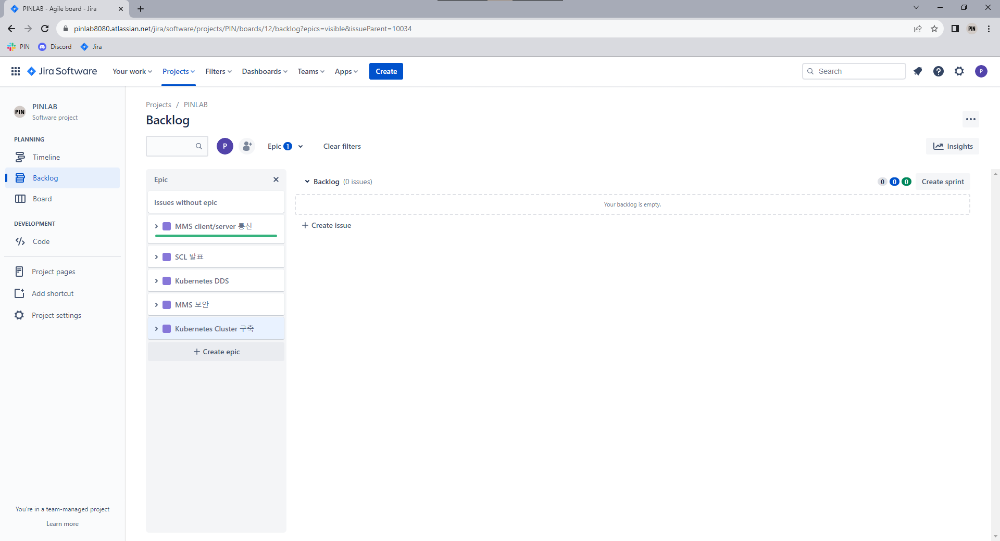 PINLAB - Agile board - Jira
pinlab8080.atlassian.net/jira/software/projects/PIN/boards/12/backlog?epics=visible&issueParent=10034
PIN
PIN Discord Jira
Jira Software Your work Projects Filters Dashboards Teams Apps Create Search P
PIN
PINLAB
Software project
PLANNING
Timeline
Backlog
Board
DEVELOPMENT
Code
Project pages
Add shortcut
Project settings
You're in a team-managed project
Learn more
Projects / PINLAB
Backlog
P Epic 1 Clear filters Insights
Epic
Issues without epic
MMS client/server 통신
SCL 발표
Kubernetes DDS
MMS 보안
Kubernetes Cluster 구축
Create epic
Backlog (0 issues) 0 0 0 Create sprint
Your backlog is empty.
Create issue